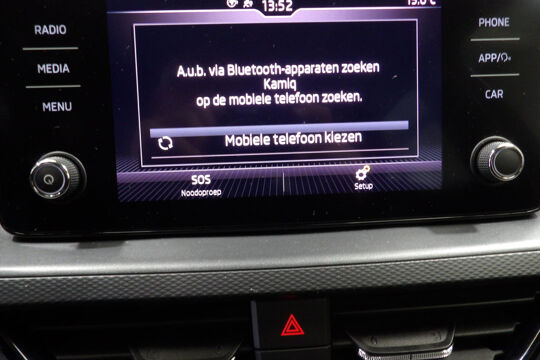 13:52
RADIO
MEDIA
MENU
PHONE
APP/
CAR
A.u.b. via Bluetooth-apparaten zoeken
Kamiq
op de mobiele telefoon zoeken.
Mobiele telefoon kiezen
SOS
Noodoproep
Setup